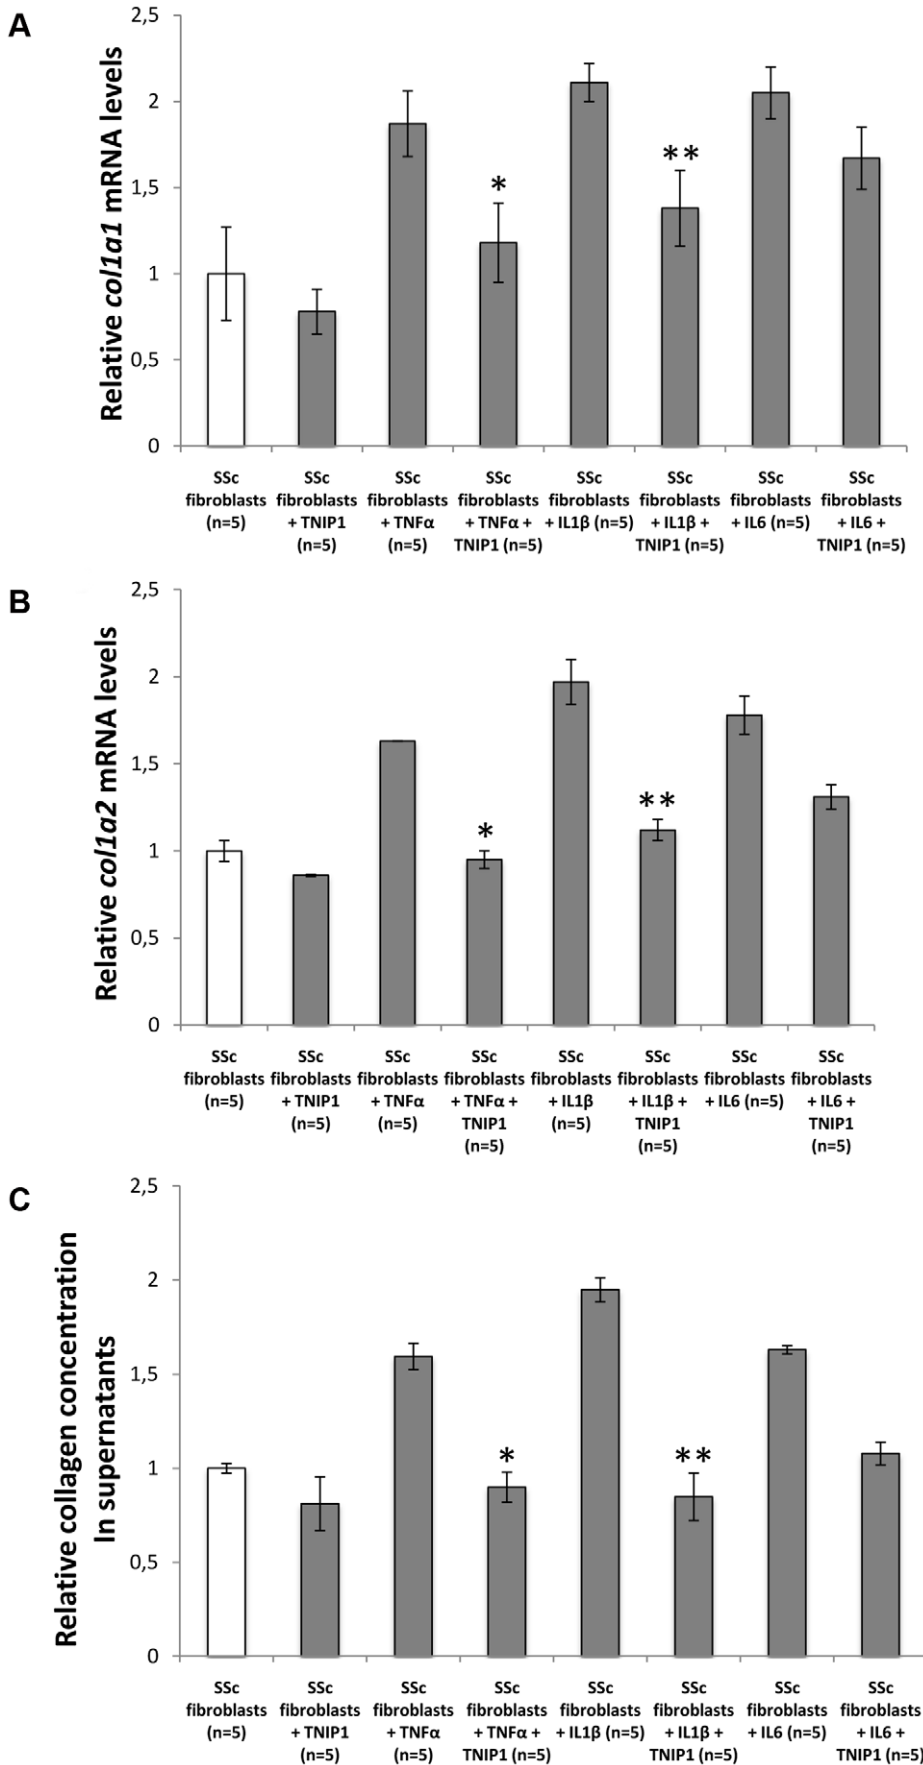 A
Relative col1a1 mRNA levels
2,5
2
1,5
1
0,5
0
*
**
SSc
fibroblasts
(n=5)
SSc
fibroblasts
+ TNIP1
(n=5)
SSc
fibroblasts
+ TNFα
(n=5)
SSc
fibroblasts
+ TNFα +
TNIP1 (n=5)
SSc
fibroblasts
+ IL1β (n=5)
SSc
fibroblasts
+ IL1β +
TNIP1 (n=5)
SSc
fibroblasts
+ IL6 (n=5)
SSc
fibroblasts
+ IL6 +
TNIP1 (n=5)
B
Relative col1a2 mRNA levels
2,5
2
1,5
1
0,5
0
*
**
SSc
fibroblasts
(n=5)
SSc
fibroblasts
+ TNIP1
(n=5)
SSc
fibroblasts
+ TNFα
(n=5)
SSc
fibroblasts
+ TNFα +
TNIP1
(n=5)
SSc
fibroblasts
+ IL1β
(n=5)
SSc
fibroblasts
+ IL1β +
TNIP1
(n=5)
SSc
fibroblasts
+ IL6 (n=5)
SSc
fibroblasts
+ IL6 +
TNIP1
(n=5)
C
Relative collagen concentration
In supernatants
2,5
2
1,5
1
0,5
0
*
**
SSc
fibroblasts
(n=5)
SSc
fibroblasts
+ TNIP1
(n=5)
SSc
fibroblasts
+ TNFα
(n=5)
SSc
fibroblasts
+ TNFα +
TNIP1 (n=5)
SSc
fibroblasts
+ IL1β (n=5)
SSc
fibroblasts
+ IL1β +
TNIP1 (n=5)
SSc
fibroblasts
+ IL6 (n=5)
SSc
fibroblasts
+ IL6 +
TNIP1 (n=5)